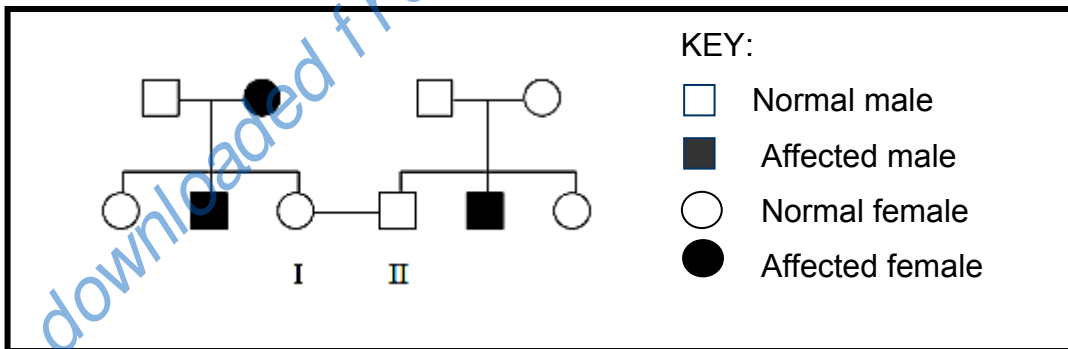 KEY:
Normal male
Affected male
Normal female
Affected female
I II
downloaded f